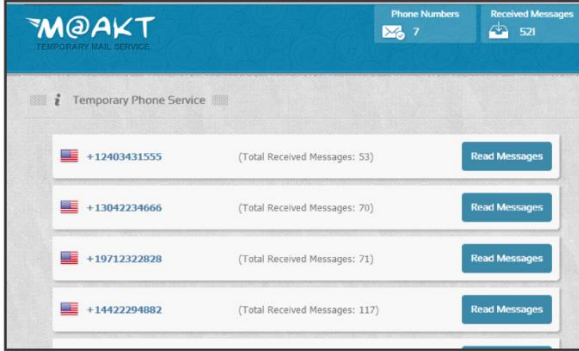 M@AKT
TEMPORARY MAIL SERVICE
Phone Numbers
7
Received Messages
521
i Temporary Phone Service
+12403431555 (Total Received Messages: 53) Read Messages
+13042234666 (Total Received Messages: 70) Read Messages
+19712322828 (Total Received Messages: 71) Read Messages
+14422294882 (Total Received Messages: 117) Read Messages